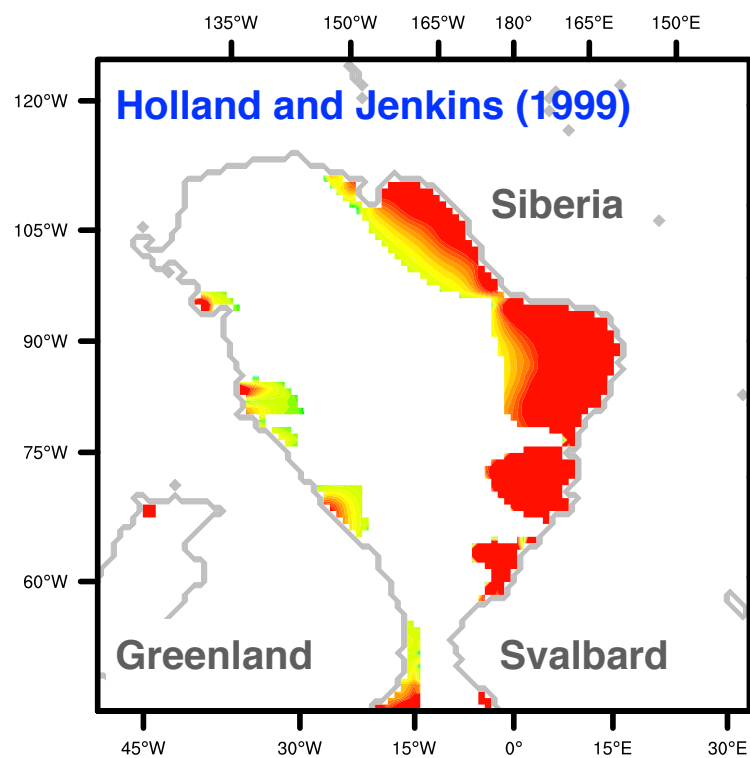 135°W 150°W 165°W 180° 165°E 150°E
120°W
Holland and Jenkins (1999)
Siberia
105°W
90°W
75°W
60°W
Greenland Svalbard
45°W 30°W 15°W 0° 15°E 30°E